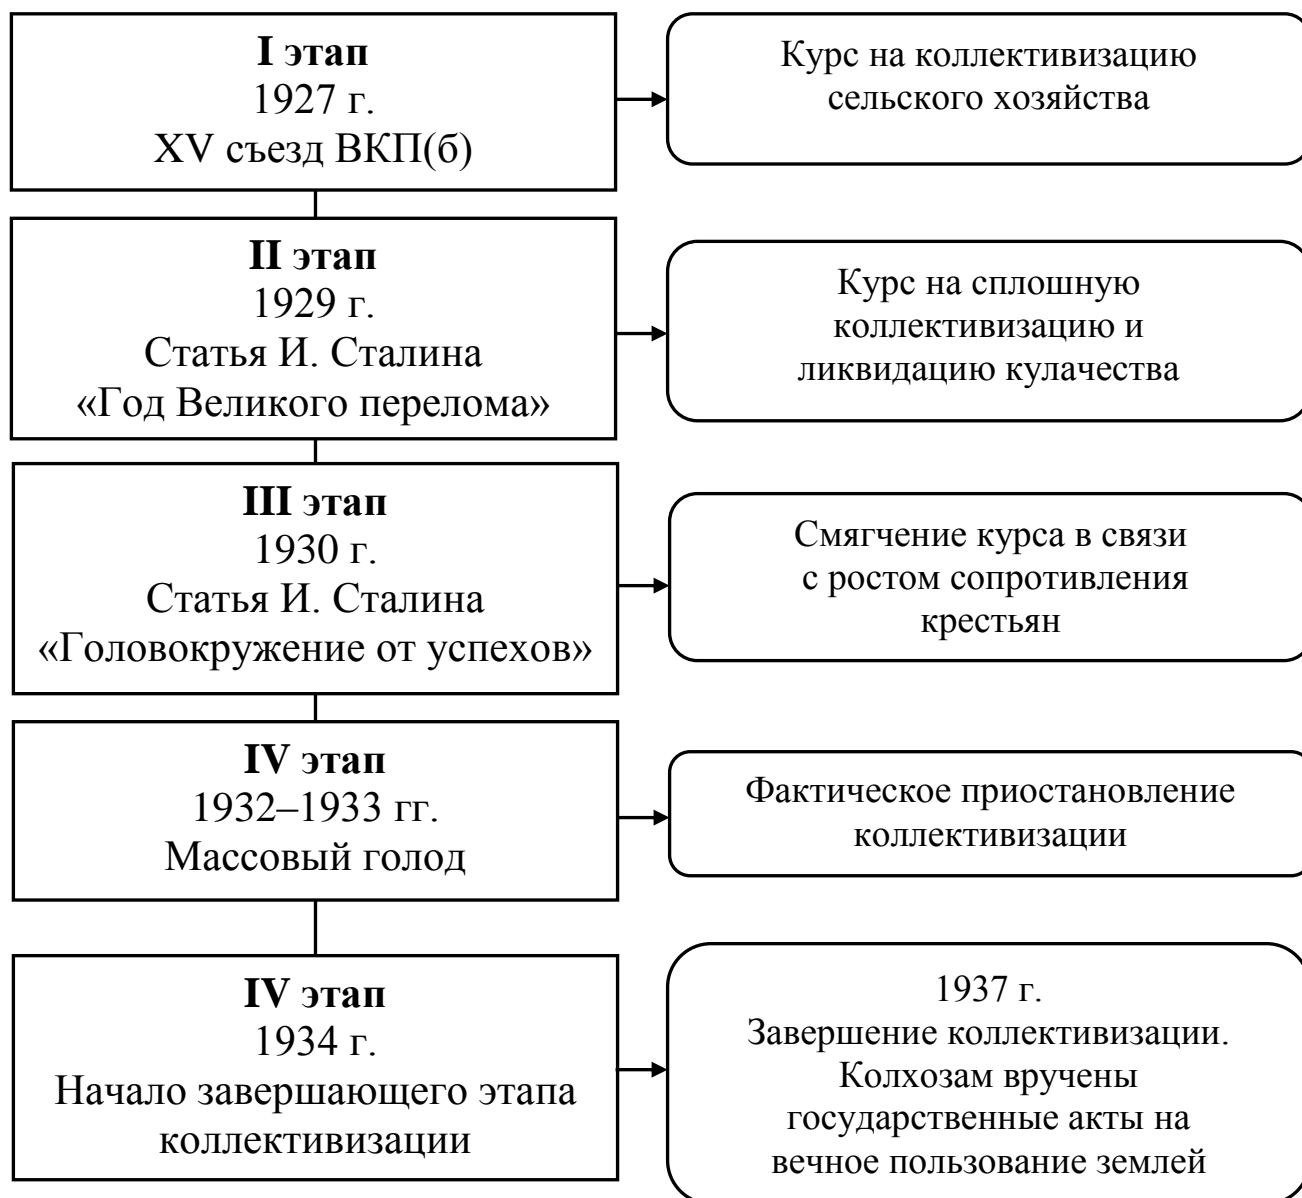 I этап
1927 г.
XV съезд ВКП(б)
Курс на коллективизацию
сельского хозяйства
II этап
1929 г.
Статья И. Сталина
«Год Великого перелома»
Курс на сплошную
коллективизацию и
ликвидацию кулачества
III этап
1930 г.
Статья И. Сталина
«Головокружение от успехов»
Смягчение курса в связи
с ростом сопротивления
крестьян
IV этап
1932–1933 гг.
Массовый голод
Фактическое приостановление
коллективизации
IV этап
1934 г.
Начало завершающего этапа
коллективизации
1937 г.
Завершение коллективизации.
Колхозам вручены
государственные акты на
вечное пользование землей